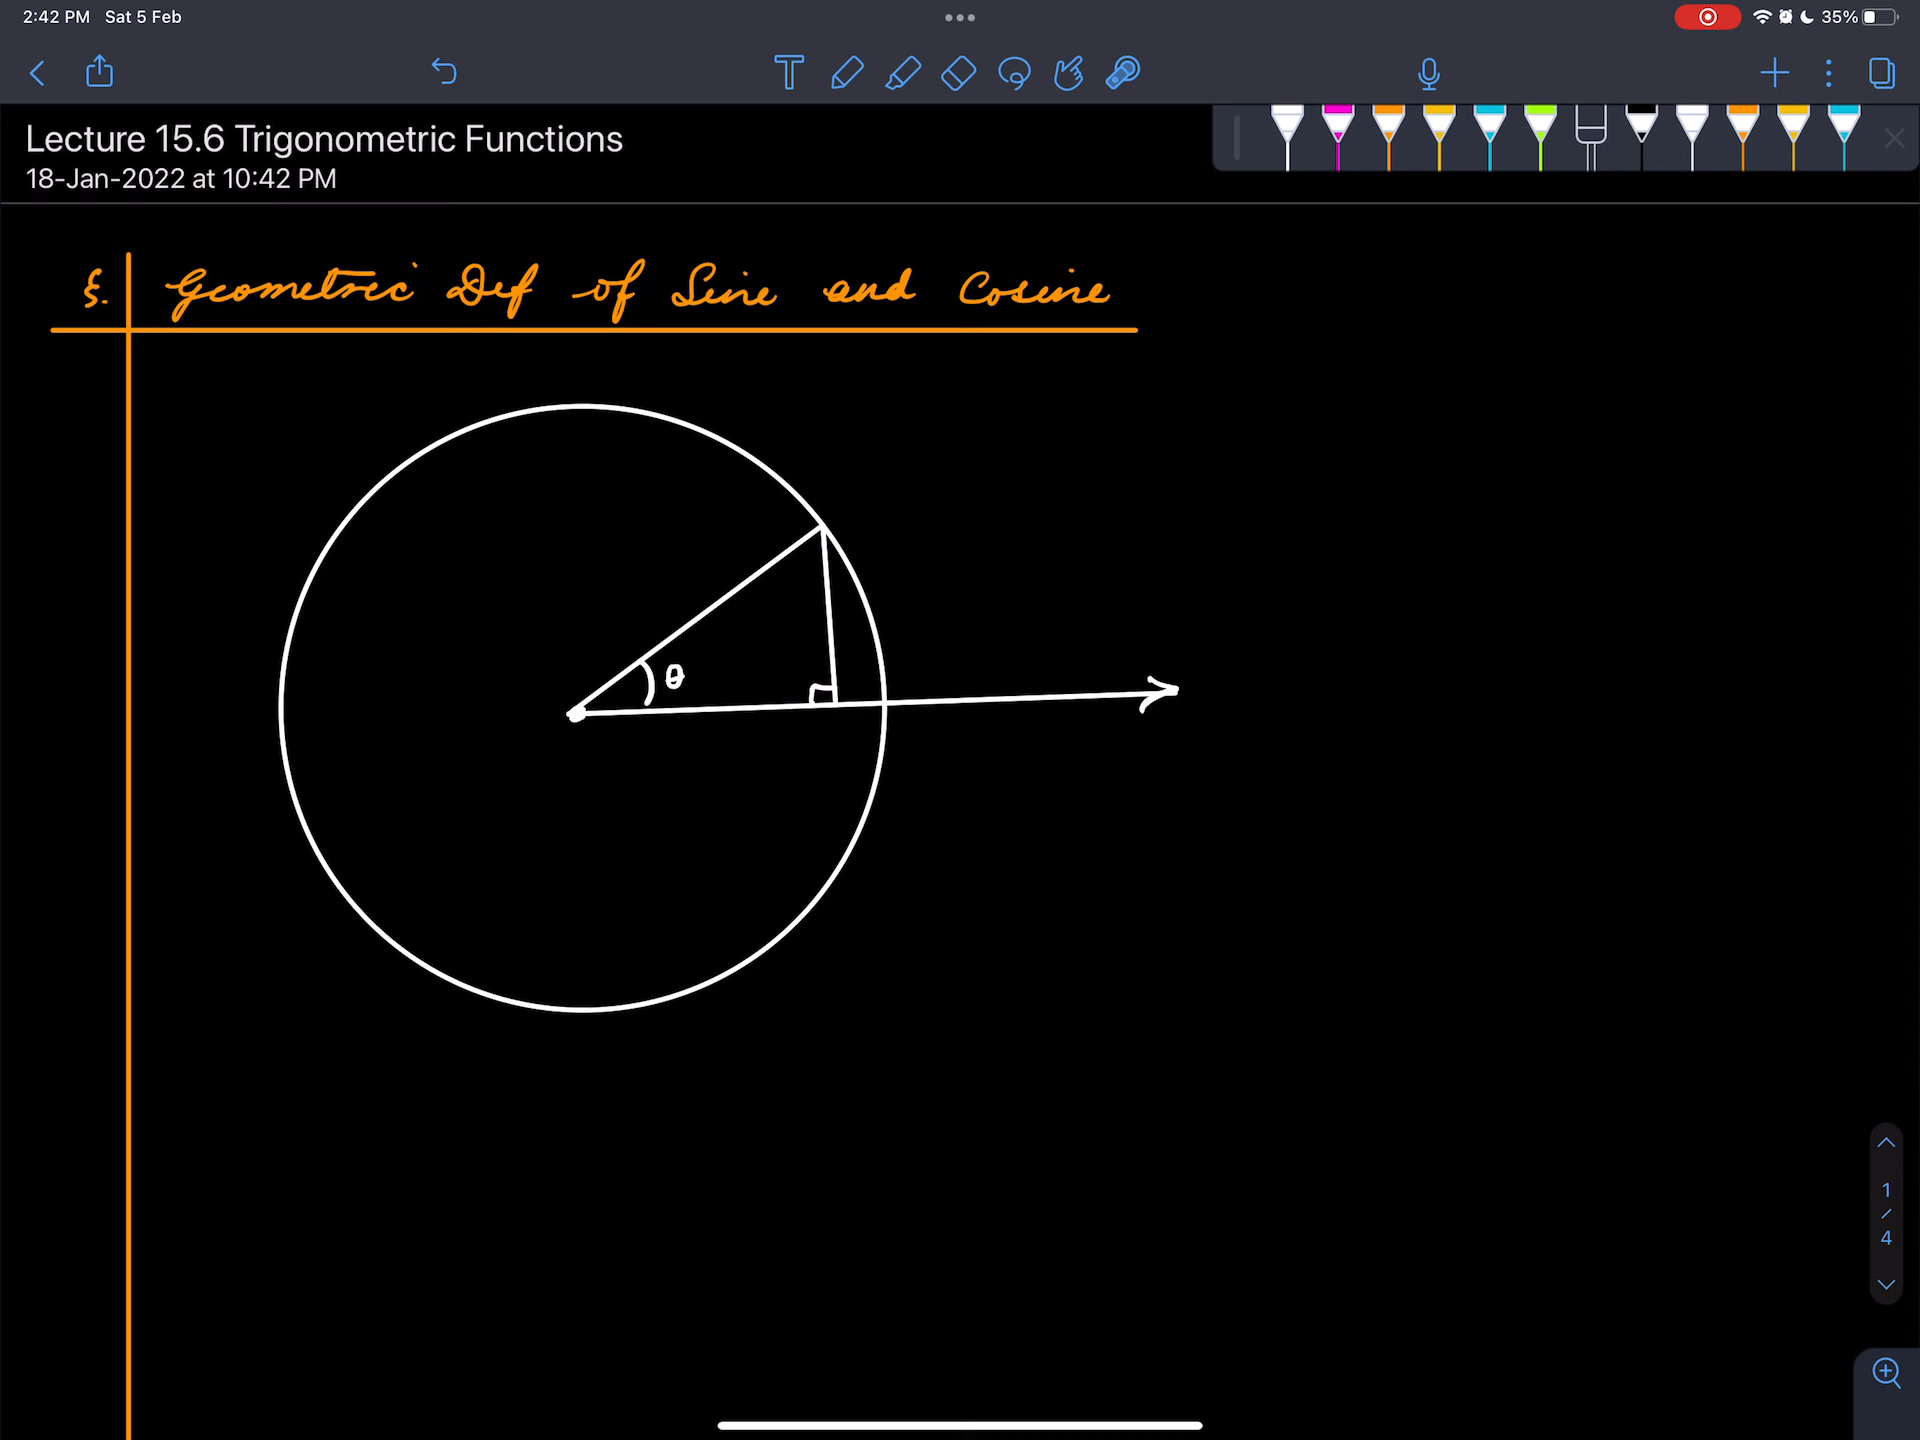 2:42 PM Sat 5 Feb
35%
Lecture 15.6 Trigonometric Functions
18-Jan-2022 at 10:42 PM
§. Geometric Def of Sine and Cosine
θ
1
/
4